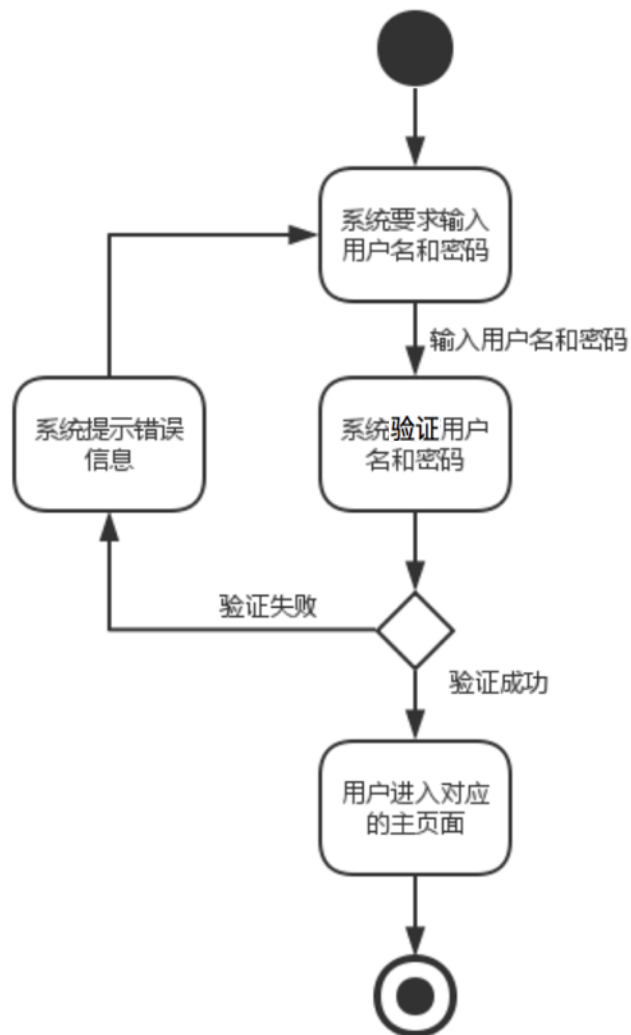 系统要求输入
用户名和密码
输入用户名和密码
系统提示错误
信息
系统验证用户
名和密码
验证失败
验证成功
用户进入对应
的主页面